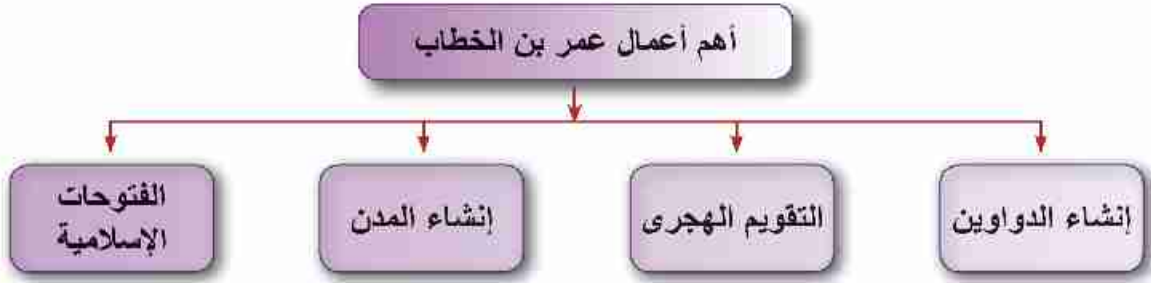 أهم أعمال عمر بن الخطاب
إنشاء الدواوين
التقويم الهجرى
إنشاء المدن
الفتوحات
الإسلامية